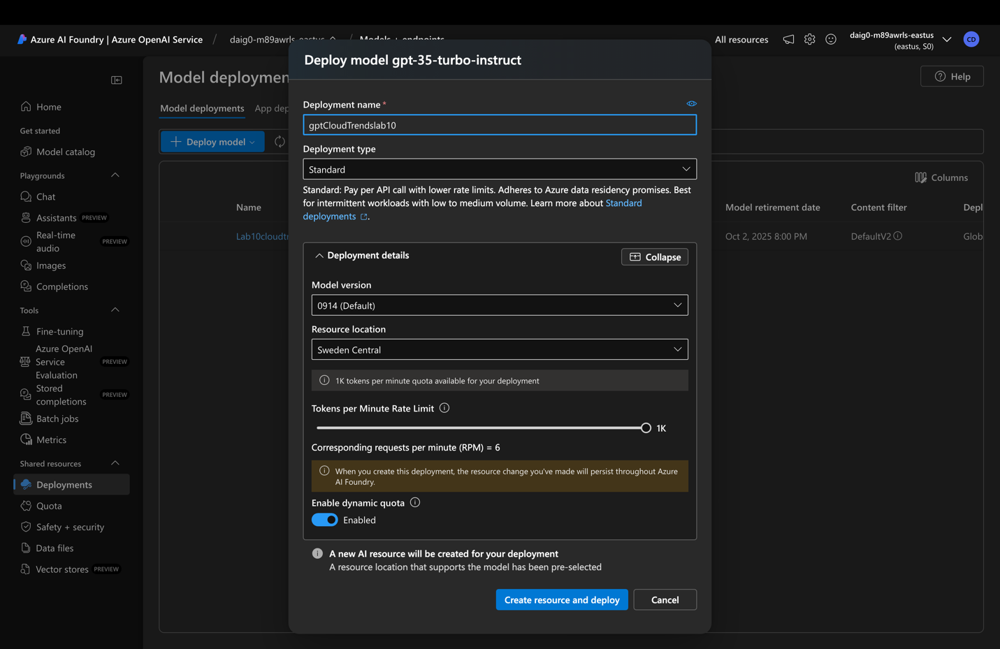 Azure AI Foundry | Azure OpenAI Service / daig0-m89awrls-eastus / Models + endpoints
All resources
daig0-m89awrls-eastus
(eastus, S0)
CD
Home
Get started
Model catalog
Playgrounds
Chat
Assistants PREVIEW
Real-time
audio
PREVIEW
Images
Completions
Tools
Fine-tuning
Azure OpenAI
Service
Evaluation
PREVIEW
Stored
completions
PREVIEW
Batch jobs
Metrics
Shared resources
Deployments
Quota
Safety + security
Data files
Vector stores PREVIEW
Model deploymen
Help
Model deployments App dep
Deploy model
Columns
Name
Model retirement date
Content filter
Depl
Lab10cloudtr
Oct 2, 2025 8:00 PM
DefaultV2
Glob
Deploy model gpt-35-turbo-instruct
Deployment name *
gptCloudTrendslab10
Deployment type
Standard
Standard: Pay per API call with lower rate limits. Adheres to Azure data residency promises. Best
for intermittent workloads with low to medium volume. Learn more about Standard
deployments .
Deployment details
Collapse
Model version
0914 (Default)
Resource location
Sweden Central
1K tokens per minute quota available for your deployment
Tokens per Minute Rate Limit
1K
Corresponding requests per minute (RPM) = 6
When you create this deployment, the resource change you've made will persist throughout Azure
AI Foundry.
Enable dynamic quota
Enabled
A new AI resource will be created for your deployment
A resource location that supports the model has been pre-selected
Create resource and deploy
Cancel